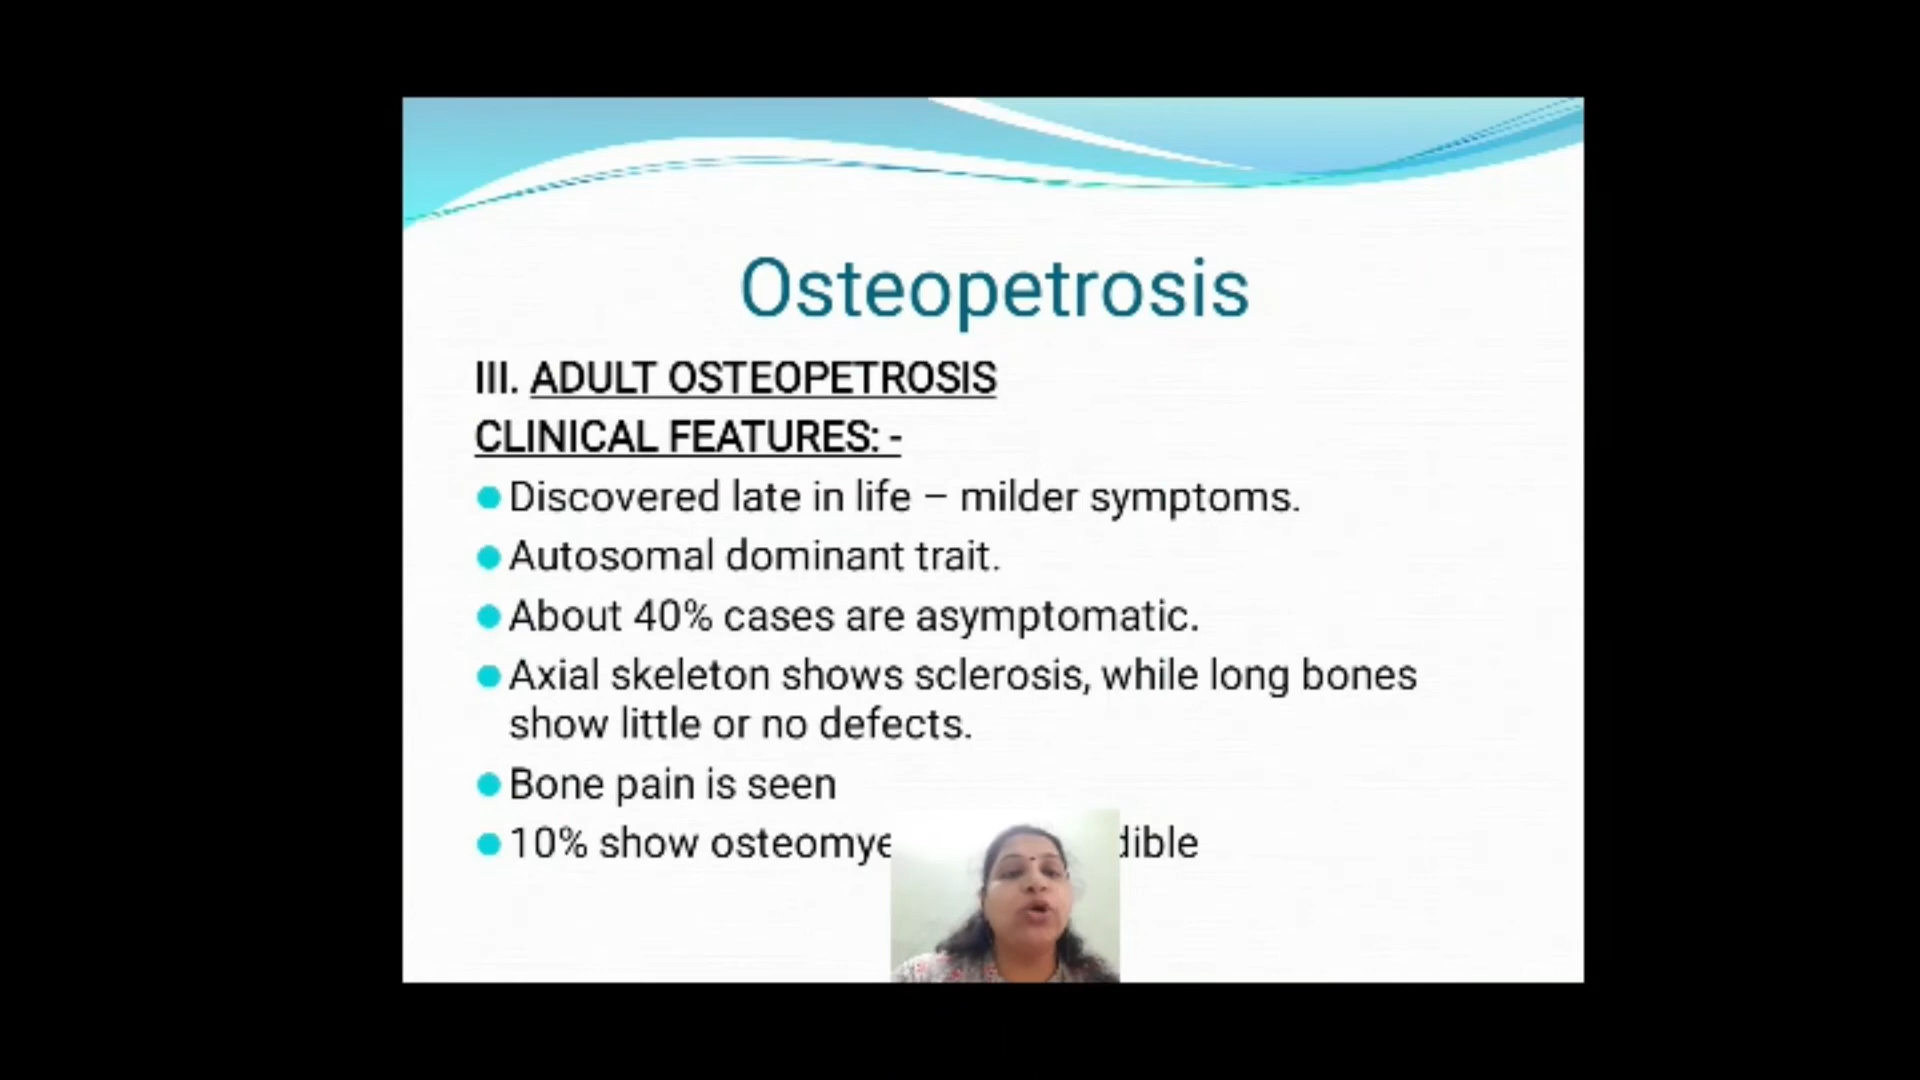 Osteopetrosis
III. ADULT OSTEOPETROSIS
CLINICAL FEATURES: -
Discovered late in life – milder symptoms.
Autosomal dominant trait.
About 40% cases are asymptomatic.
Axial skeleton shows sclerosis, while long bones
show little or no defects.
Bone pain is seen
10% show